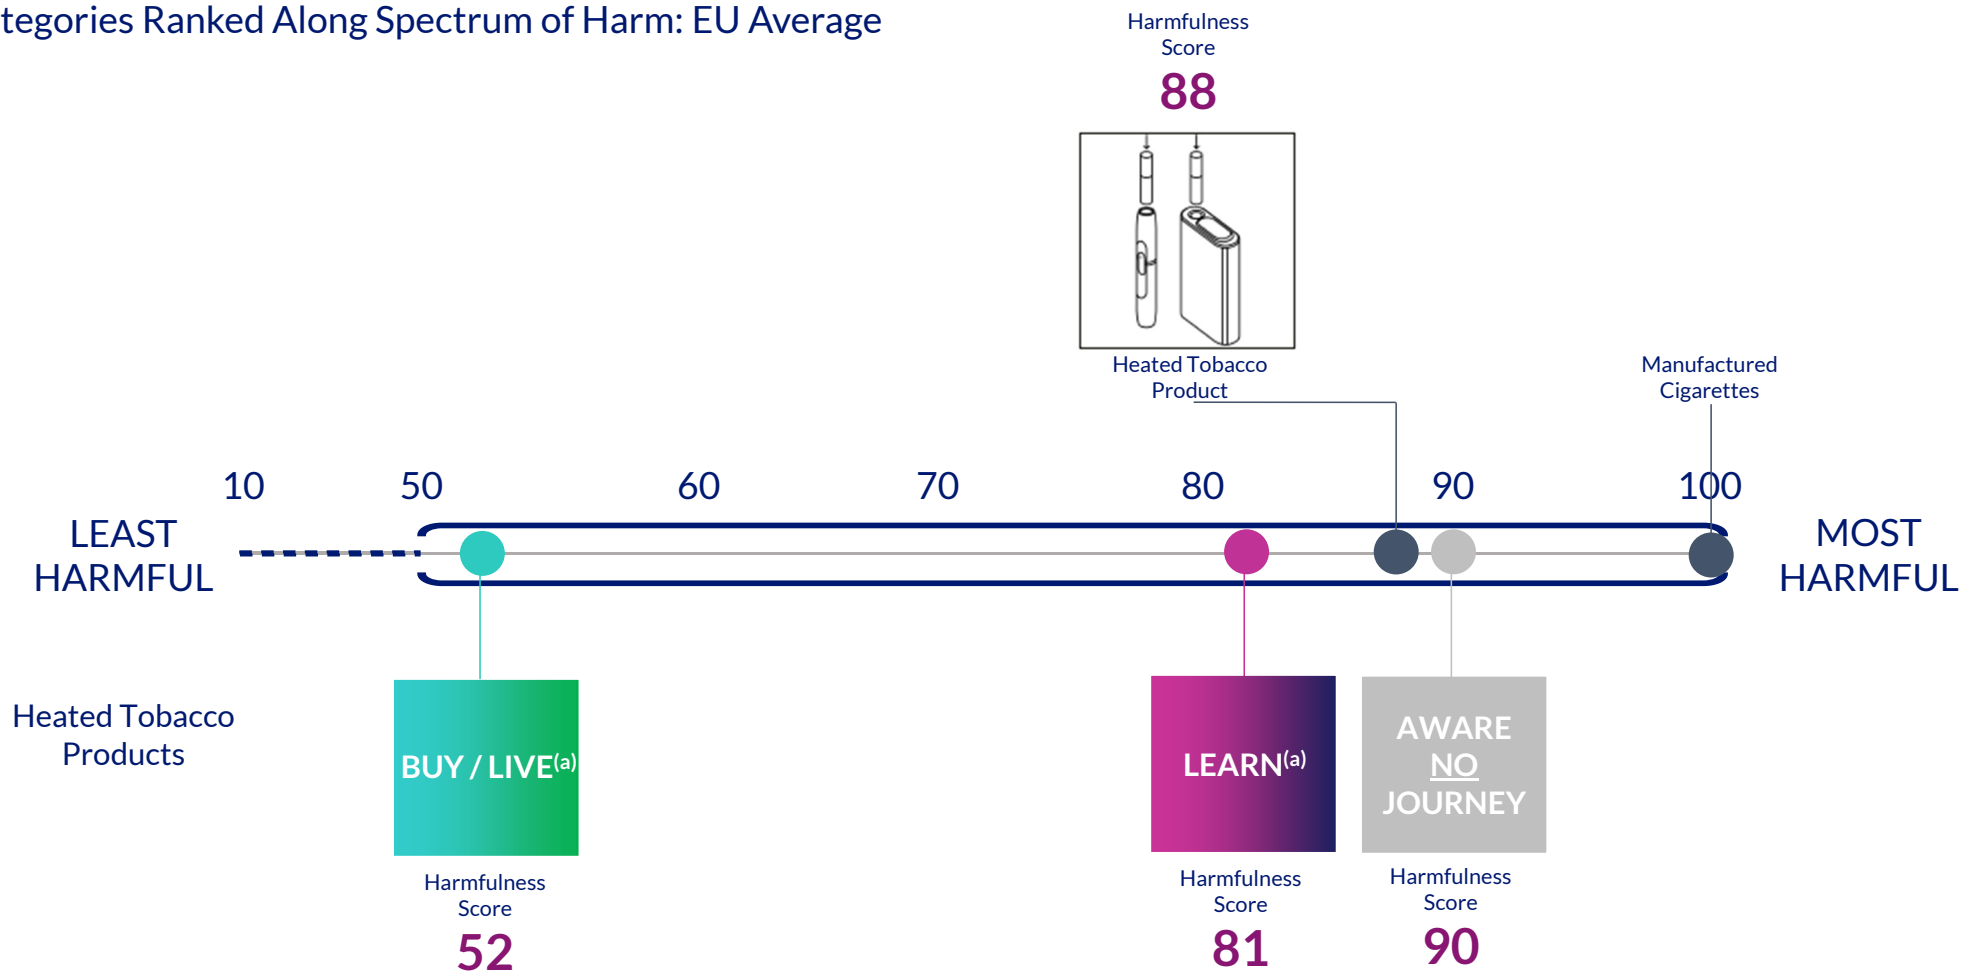 tegories Ranked Along Spectrum of Harm: EU Average
Harmfulness
Score
88
Heated Tobacco
Product
Manufactured
Cigarettes
10 50 60 70 80 90 100
LEAST
HARMFUL
MOST
HARMFUL
Heated Tobacco
Products
BUY / LIVE(a)
LEARN(a)
AWARE
NO
JOURNEY
Harmfulness
Score
52
Harmfulness
Score
81
Harmfulness
Score
90